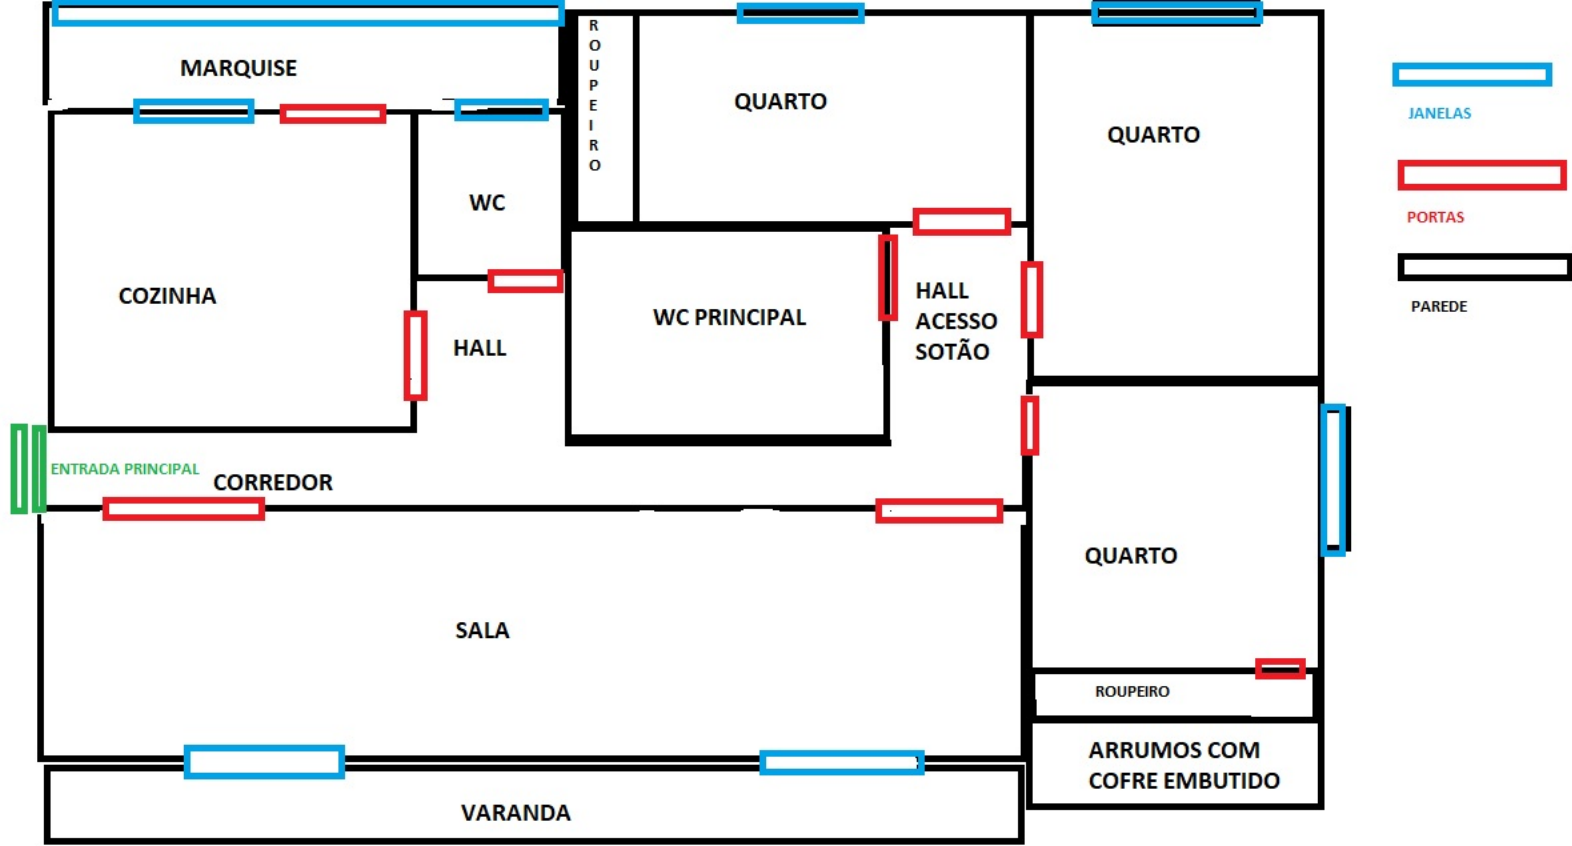 MARQUISE
R
O
U
P
E
I
R
O
QUARTO
QUARTO
JANELAS
WC
PORTAS
COZINHA
HALL
WC PRINCIPAL
HALL
ACESSO
SOTÃO
PAREDE
ENTRADA PRINCIPAL
CORREDOR
QUARTO
SALA
ROUPEIRO
ARRUMOS COM
COFRE EMBUTIDO
VARANDA